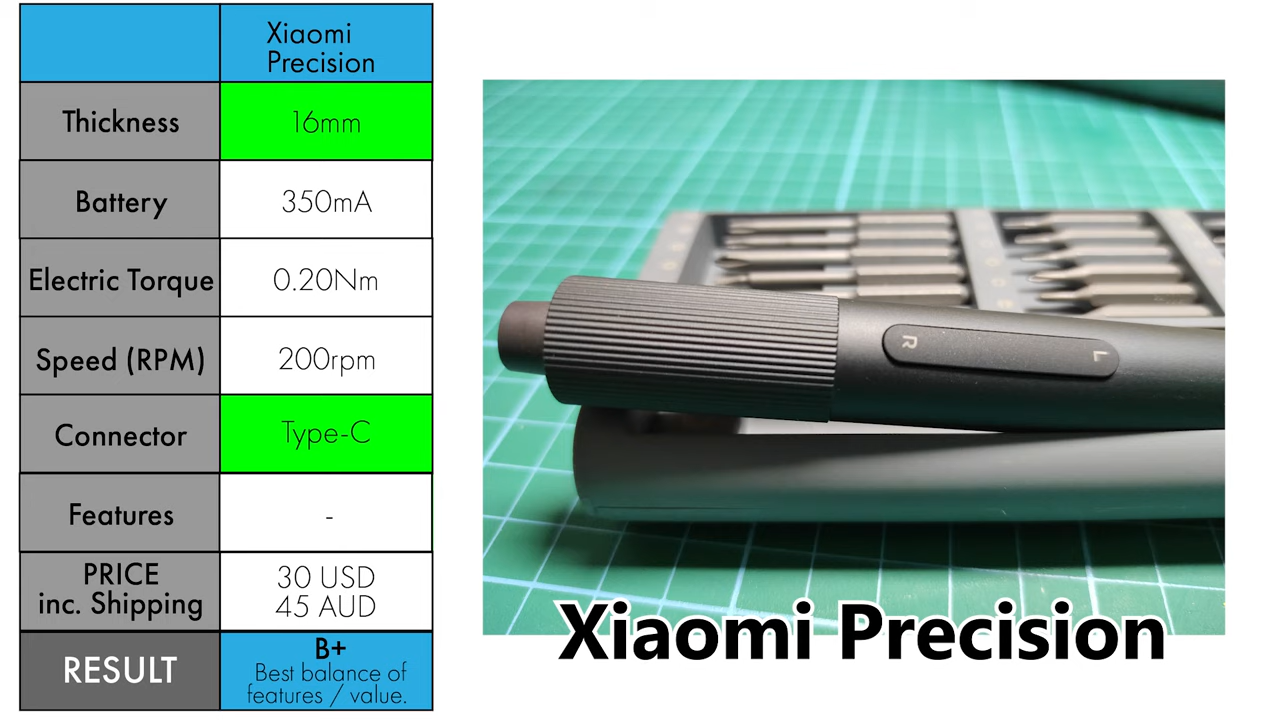 Xiaomi
Precision
Thickness
16mm
Battery
350mA
Electric Torque
0.20Nm
Speed (RPM)
200rpm
Connector
Type-C
Features
-
PRICE
inc. Shipping
30 USD
45 AUD
RESULT
B+
Best balance of
features / value.
R
L
Xiaomi Precision